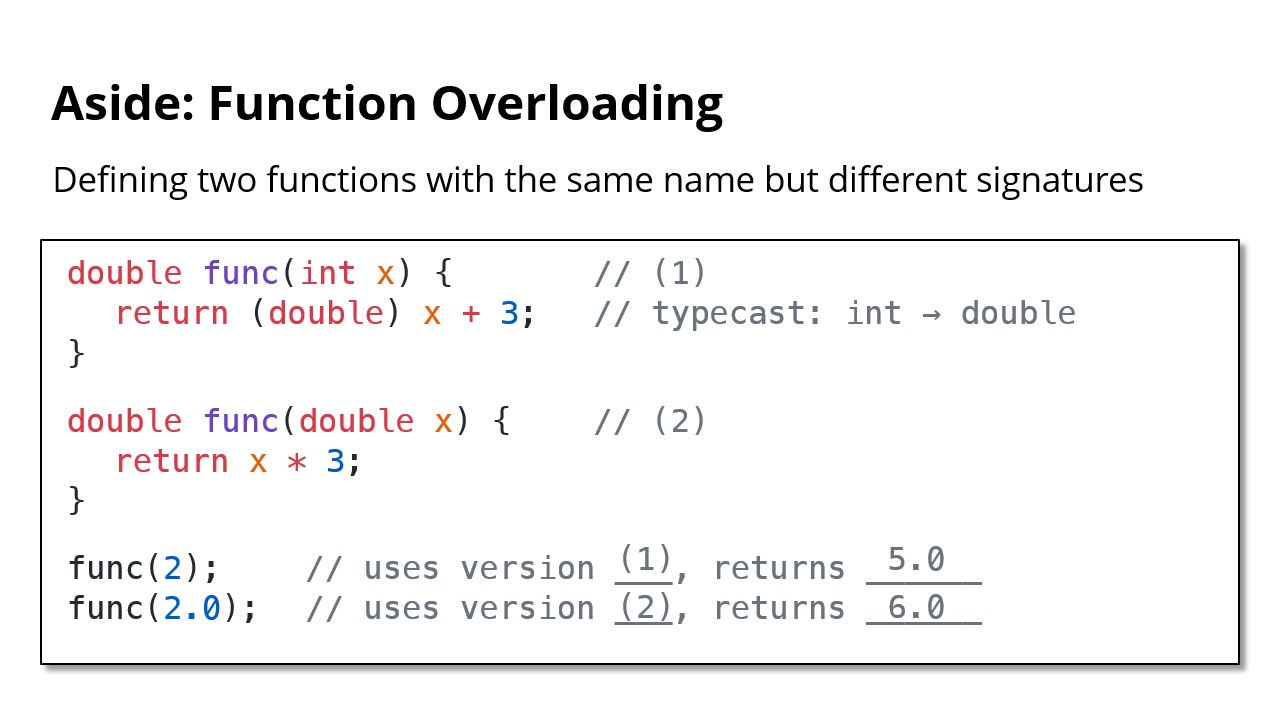 Aside: Function Overloading
Defining two functions with the same name but different signatures
double func(int x) { // (1)
return (double) x + 3; // typecast: int → double
}
double func(double x) { // (2)
return x * 3;
}
func(2); // uses version (1), returns 5.0
func(2.0); // uses version (2), returns 6.0